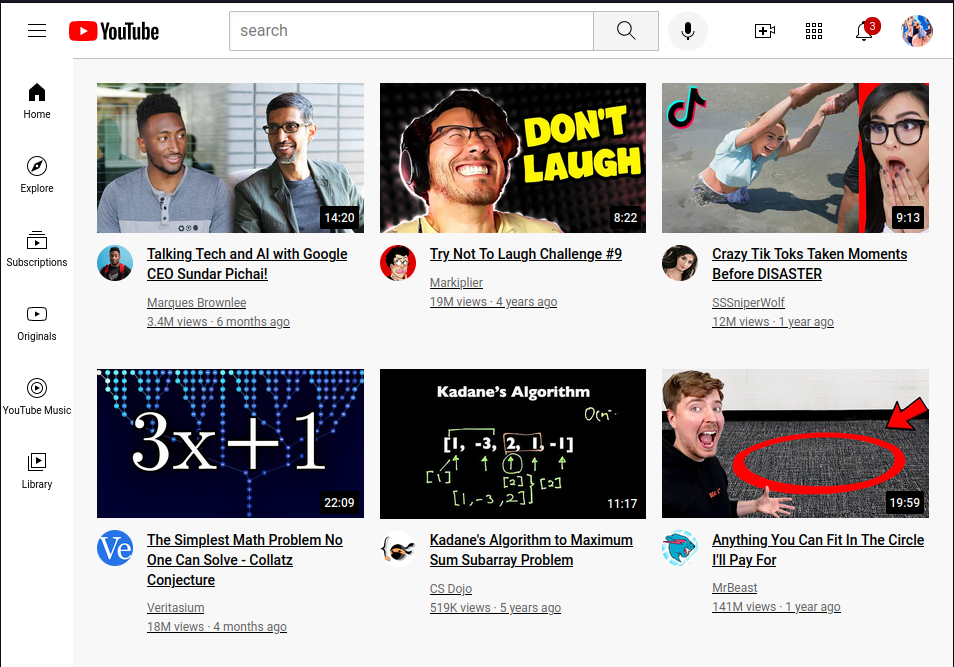 YouTube
search
3
Home
Explore
Subscriptions
Originals
YouTube Music
Library
14:20
Talking Tech and AI with Google
CEO Sundar Pichai!
Marques Brownlee
3.4M views · 6 months ago
DON'T
LAUGH
8:22
Try Not To Laugh Challenge #9
Markiplier
19M views · 4 years ago
9:13
Crazy Tik Toks Taken Moments
Before DISASTER
SSSniperWolf
12M views · 1 year ago
3x+1
22:09
Ve
The Simplest Math Problem No
One Can Solve - Collatz
Conjecture
Veritasium
18M views · 4 months ago
Kadane's Algorithm
[1, -3, 2, 1, -1]
[1] [2] [2]
[1, -3, 2]
11:17
Kadane's Algorithm to Maximum
Sum Subarray Problem
CS Dojo
519K views · 5 years ago
19:59
Anything You Can Fit In The Circle
I'll Pay For
MrBeast
141M views · 1 year ago